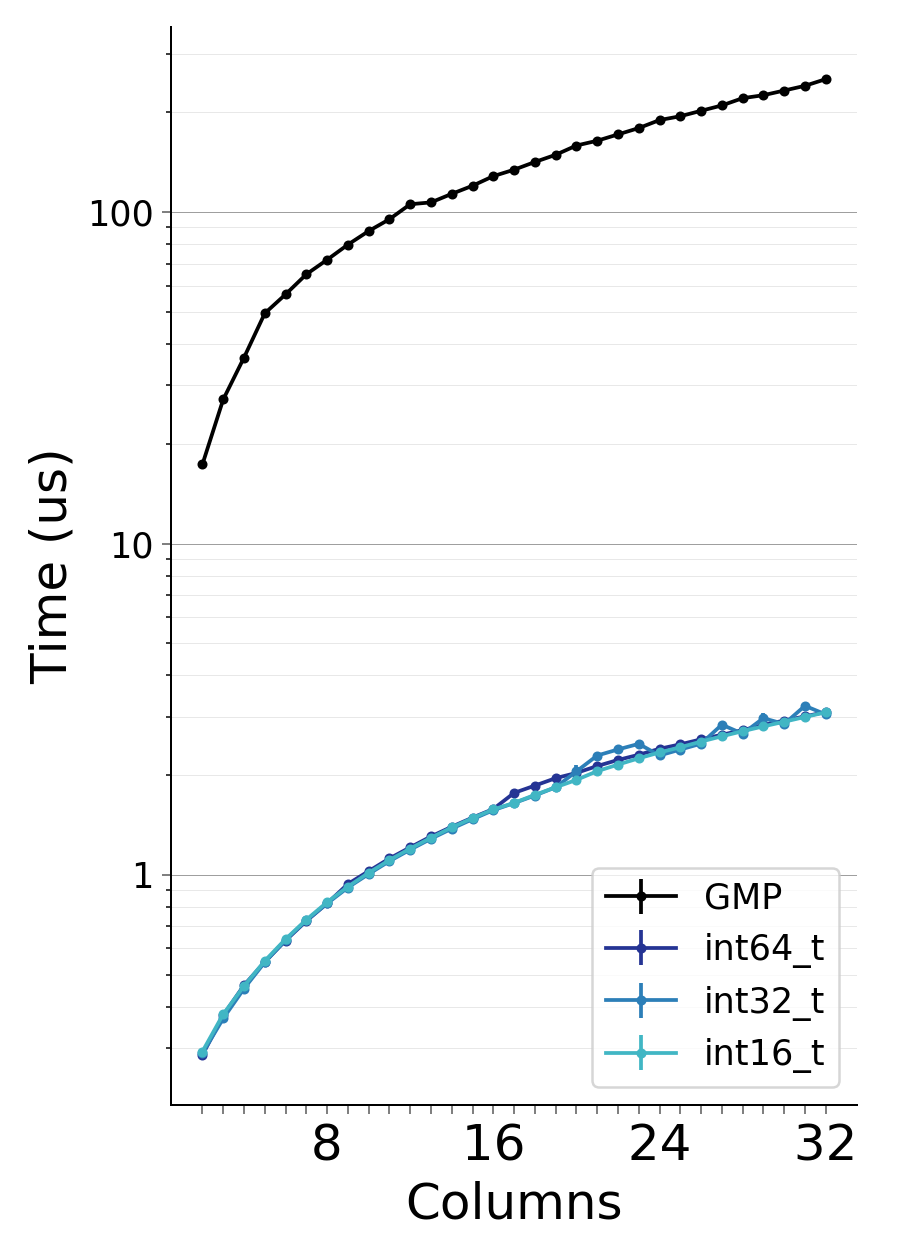 Time (us)
100
10
1
GMP
int64_t
int32_t
int16_t
8 16 24 32
Columns